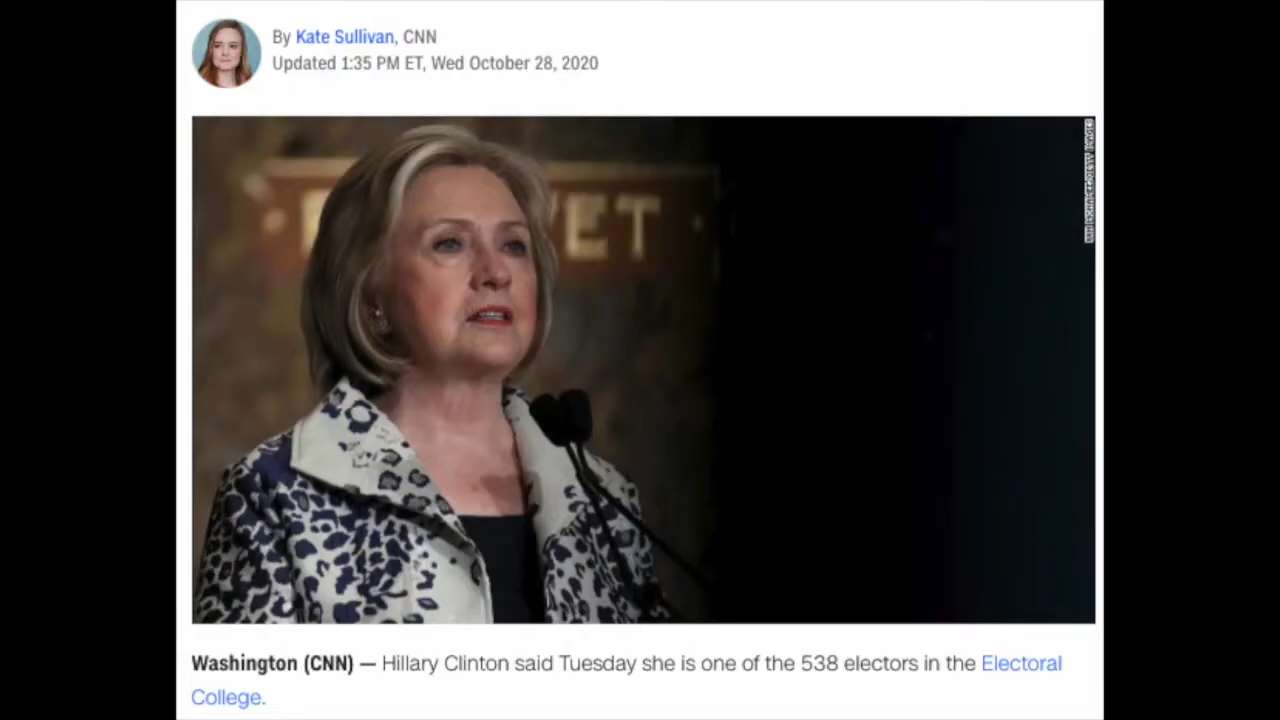 By Kate Sullivan, CNN
Updated 1:35 PM ET, Wed October 28, 2020
VET
Washington (CNN) — Hillary Clinton said Tuesday she is one of the 538 electors in the Electoral
College.